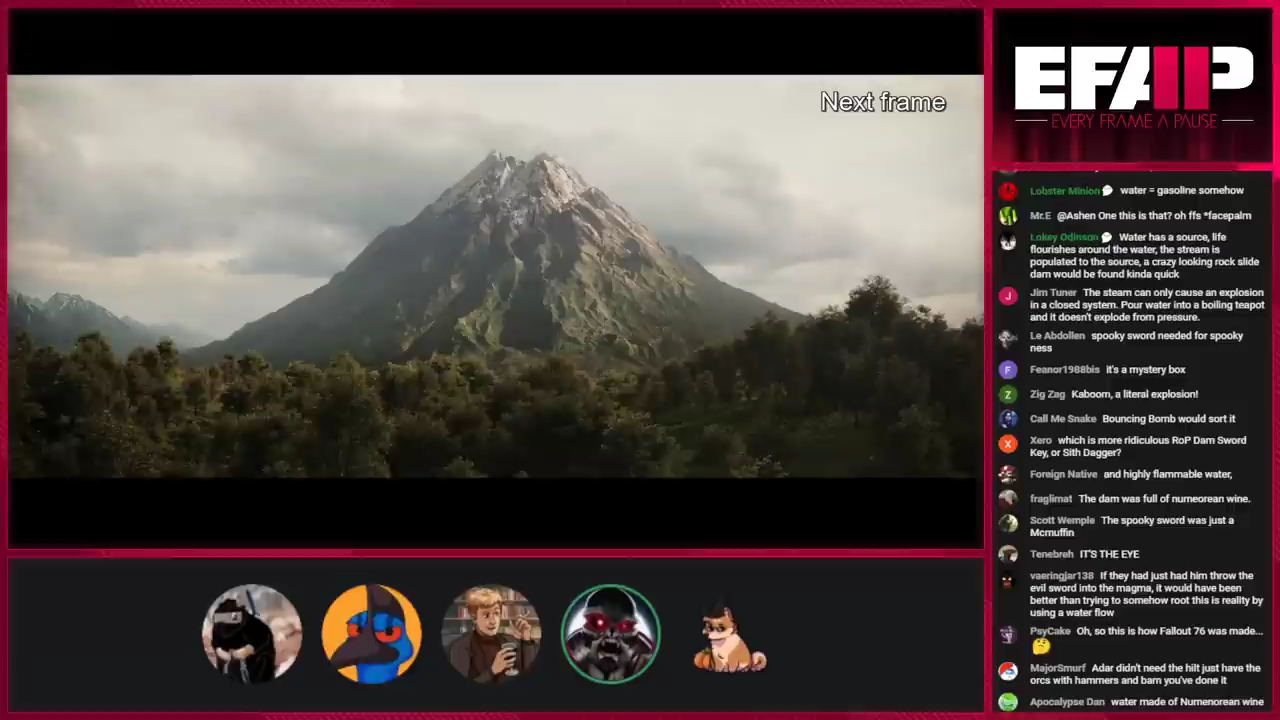 Next frame
EFAP
EVERY FRAME A PAUSE
Lobster Minion water = gasoline somehow
Mr.E @Ashen One this is that? oh ffs *facepalm
Lokey Odinson Water has a source, life
flourishes around the water, the stream is
populated to the source, a crazy looking rock slide
dam would be found kinda quick
J
Jim Tuner The steam can only cause an explosion
in a closed system. Pour water into a boiling teapot
and it doesn't explode from pressure.
Le Abdollen spooky sword needed for spooky
ness
F
Feanor1988bis it's a mystery box
Z
Zig Zag Kaboom, a literal explosion!
Call Me Snake Bouncing Bomb would sort it
X
Xero which is more ridiculous RoP Dam Sword
Key, or Sith Dagger?
Foreign Native and highly flammable water,
fraglimat The dam was full of numeorean wine.
Scott Wemple The spooky sword was just a
Mcmuffin
Tenebreh IT'S THE EYE
vaeringjar138 If they had just had him throw the
evil sword into the magma, it would have been
better than trying to somehow root this is reality by
using a water flow
PsyCake Oh, so this is how Fallout 76 was made...
MajorSmurf Adar didn't need the hilt just have the
orcs with hammers and bam you've done it
Apocalypse Dan water made of Numenorean wine